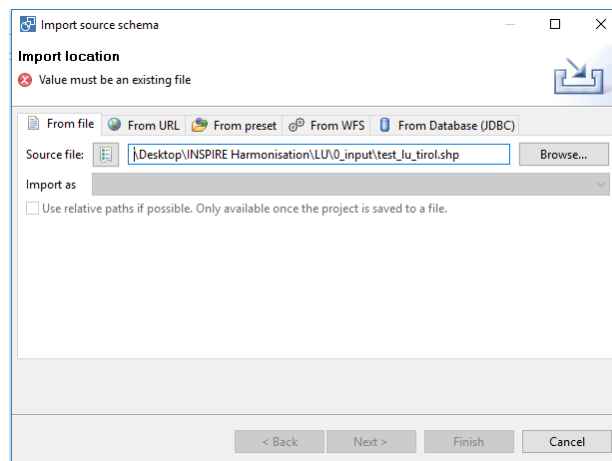 Import source schema
Import location
Value must be an existing file
From file From URL From preset From WFS From Database (JDBC)
Source file: \Desktop\INSPIRE Harmonisation\LU\0_input\test_lu_tirol.shp Browse...
Import as
Use relative paths if possible. Only available once the project is saved to a file.
< Back Next > Finish Cancel